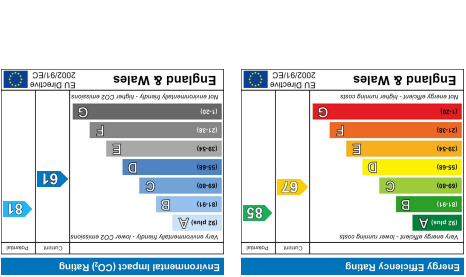 Energy Efficiency Rating
Current
Potential
Very energy efficient - lower running costs
(92 plus) A
(81-91) B
(69-80) C
(55-68) D
(39-54) E
(21-38) F
(1-20) G
Not energy efficient - higher running costs
67
85
England & Wales
EU Directive
2002/91/EC
Environmental Impact (CO₂) Rating
Current
Potential
Very environmentally friendly - lower CO2 emissions
(92 plus) A
(81-91) B
(69-80) C
(55-68) D
(39-54) E
(21-38) F
(1-20) G
Not environmentally friendly - higher CO2 emissions
61
81
England & Wales
EU Directive
2002/91/EC